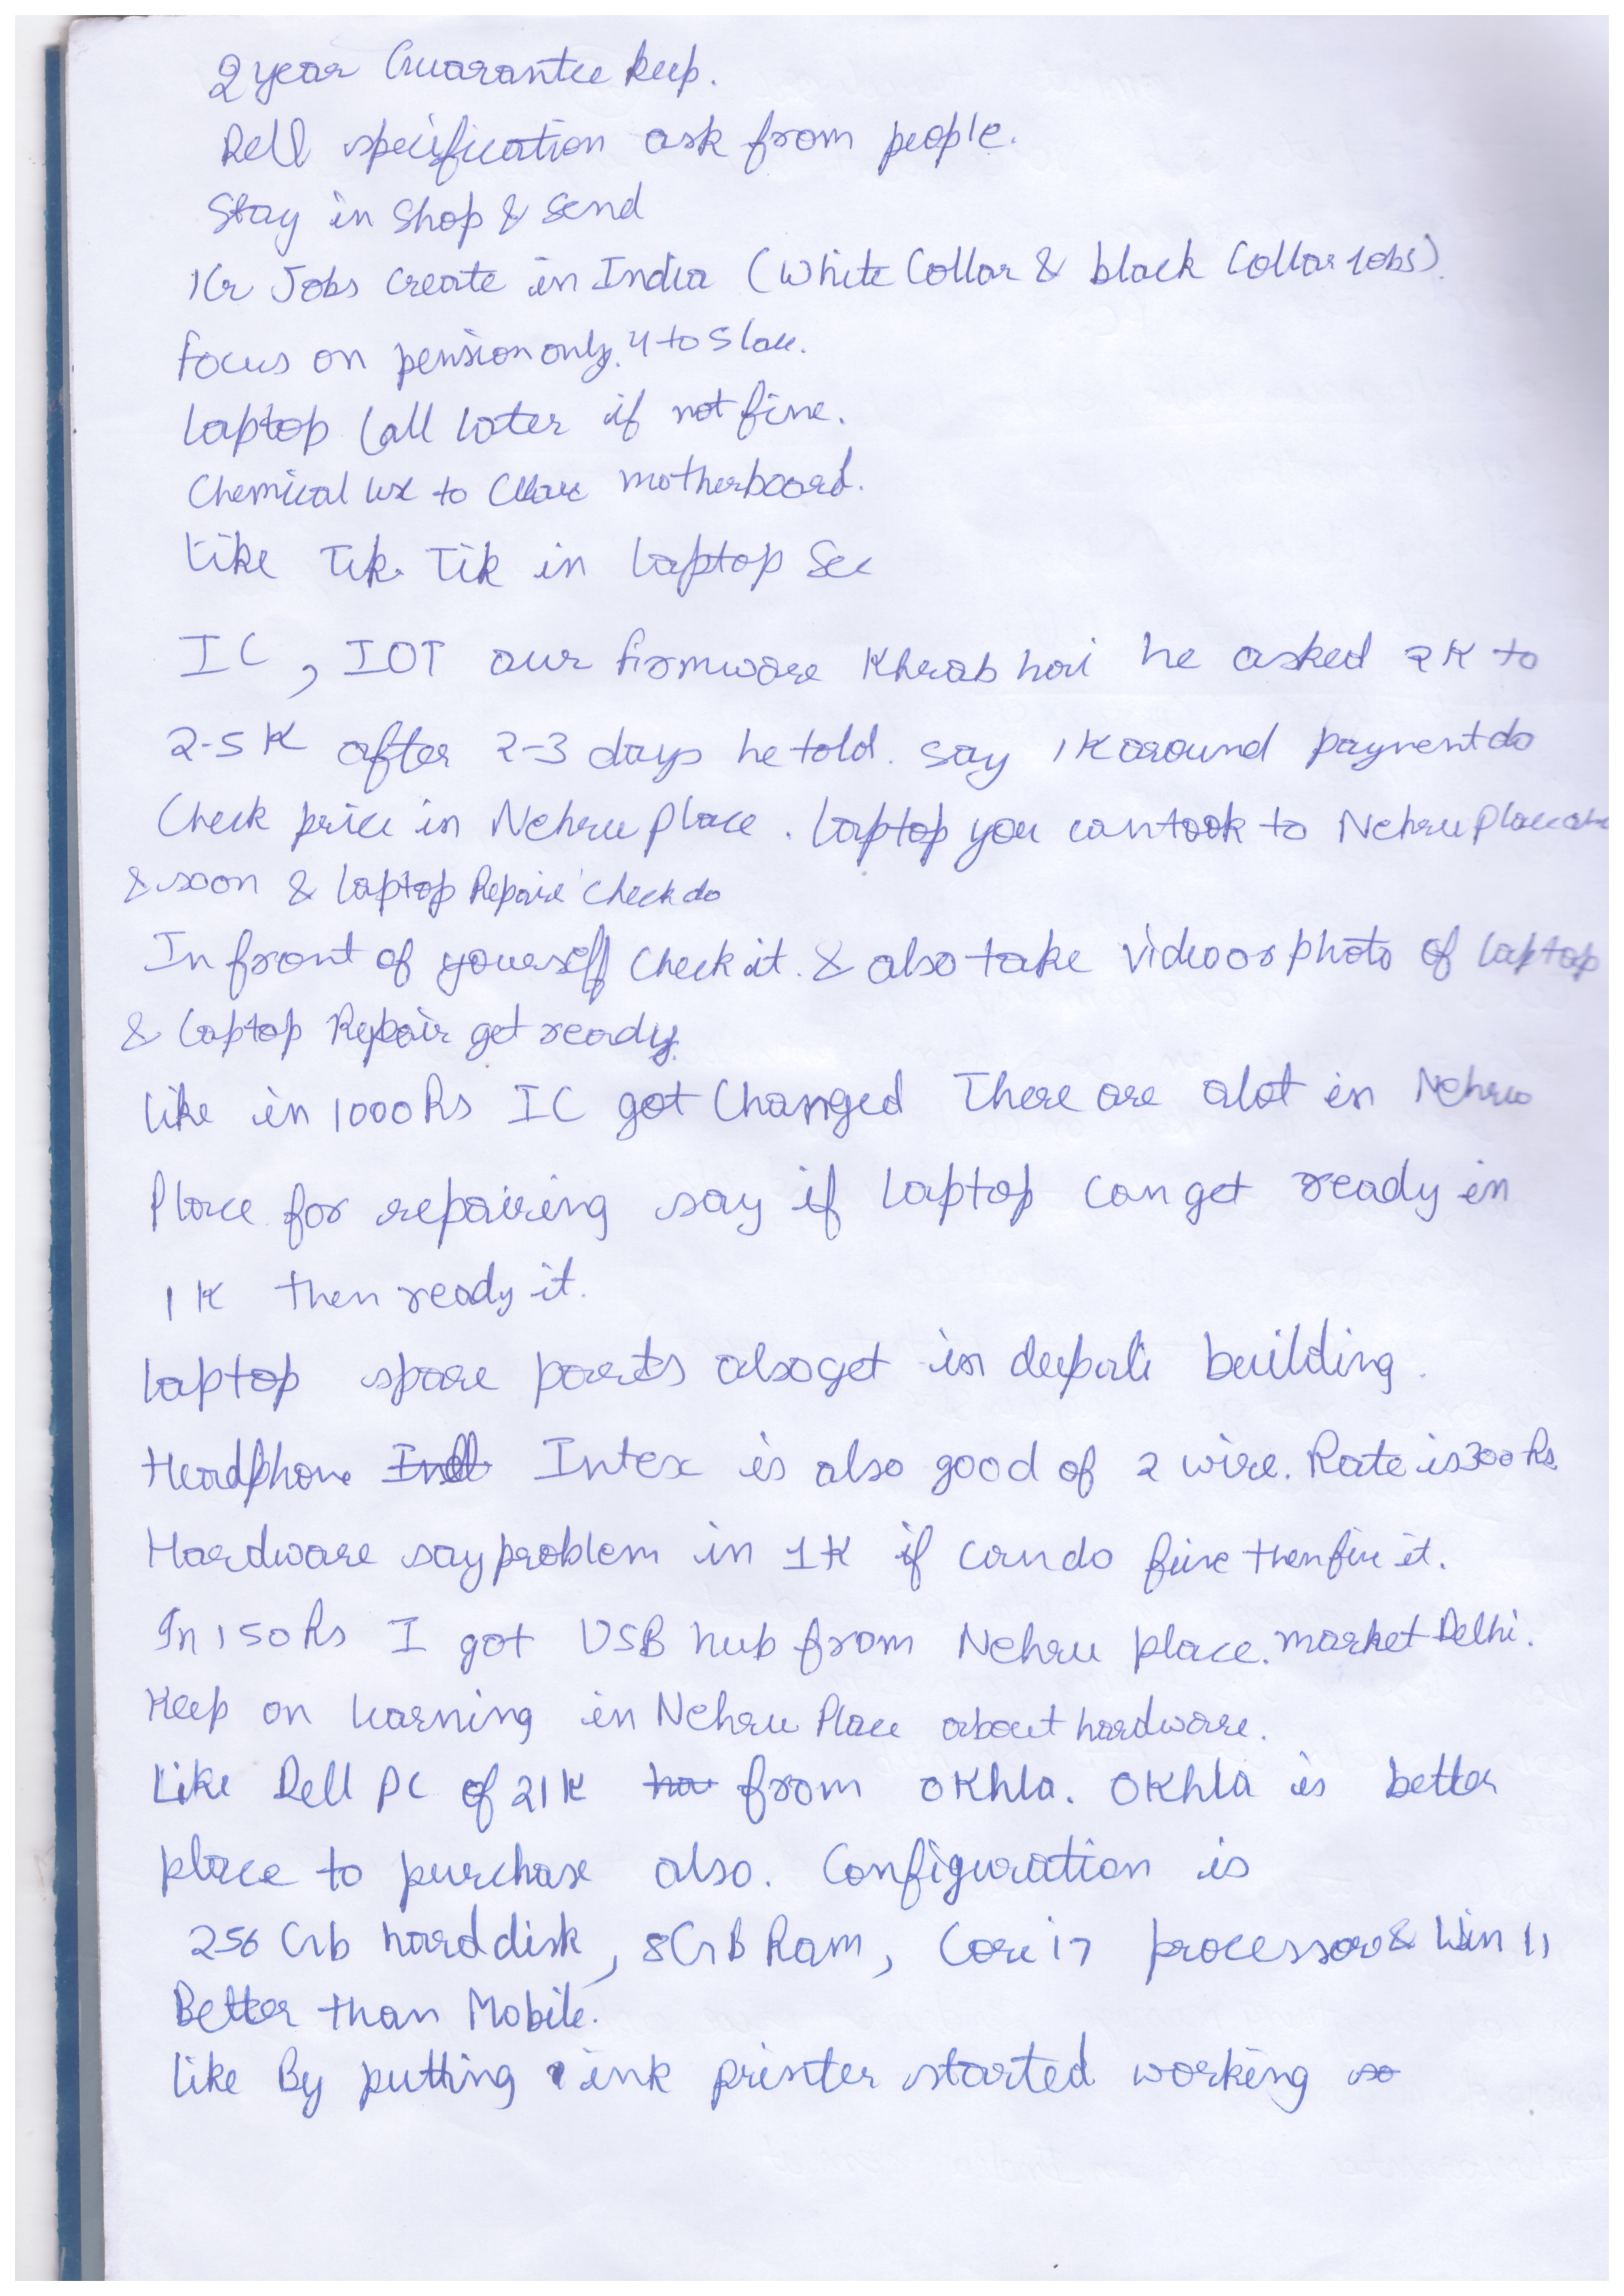 2 year Guarantee keep.
Dell specification ask from people.
Stay in shop & send
1Cr Jobs create in India (White Collar & black Collar Jobs).
focus on pension only. 4 to 5 lac.
laptop call later if not fine.
Chemical use to motherboard.
Like Tik Tik in laptop See
IC, IOT our firmware Khrab hai he asked 2K to
2-5K after 2-3 days he told. say 1K around payment do
Check price in Nehru Place. laptop you can took to Nehru Place
& soon & laptop Repair check do
In front of yourself check it. & also take video or photo of laptop
& laptop Repair get ready.
like in 1000 Rs IC got Changed There are alot in Nehru
Place for repairing say if laptop can get ready in
1K then ready it.
laptop spare parts also get in building.
Headphone Intex is also good of 2 wire. Rate is 300 Rs.
Hardware say problem in 1K if can do fine then fine it.
In 150 Rs I got USB hub from Nehru place. market Delhi.
Keep on learning in Nehru Place about hardware.
Like Dell PC of 21K from Okhla. Okhla is better
place to purchase also. Configuration is
256 Gb hard disk, 8GB Ram, Core i7 processor & Win 11
Better than Mobile.
like By putting ink printer started working so